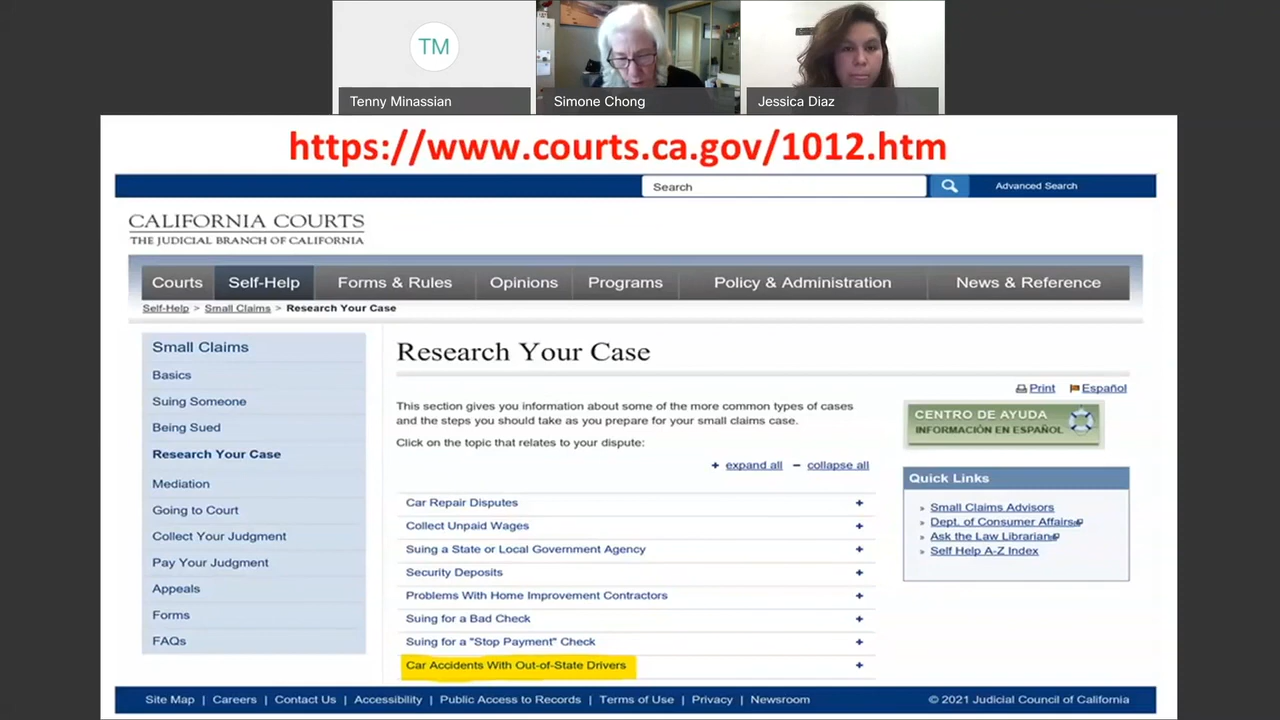 TM
Tenny Minassian
Simone Chong
Jessica Diaz
https://www.courts.ca.gov/1012.htm
Search
Advanced Search
CALIFORNIA COURTS
THE JUDICIAL BRANCH OF CALIFORNIA
Courts Self-Help Forms & Rules Opinions Programs Policy & Administration News & Reference
Self-Help > Small Claims > Research Your Case
Small Claims
Basics
Suing Someone
Being Sued
Research Your Case
Mediation
Going to Court
Collect Your Judgment
Pay Your Judgment
Appeals
Forms
FAQs
Research Your Case
Print Español
This section gives you information about some of the more common types of cases
and the steps you should take as you prepare for your small claims case.
Click on the topic that relates to your dispute:
+ expand all − collapse all
Car Repair Disputes +
Collect Unpaid Wages +
Suing a State or Local Government Agency +
Security Deposits +
Problems With Home Improvement Contractors +
Suing for a Bad Check +
Suing for a "Stop Payment" Check +
Car Accidents With Out-of-State Drivers +
CENTRO DE AYUDA
INFORMACIÓN EN ESPAÑOL
Quick Links
» Small Claims Advisors
» Dept. of Consumer Affairs
» Ask the Law Librarian
» Self Help A-Z Index
Site Map | Careers | Contact Us | Accessibility | Public Access to Records | Terms of Use | Privacy | Newsroom
© 2021 Judicial Council of California